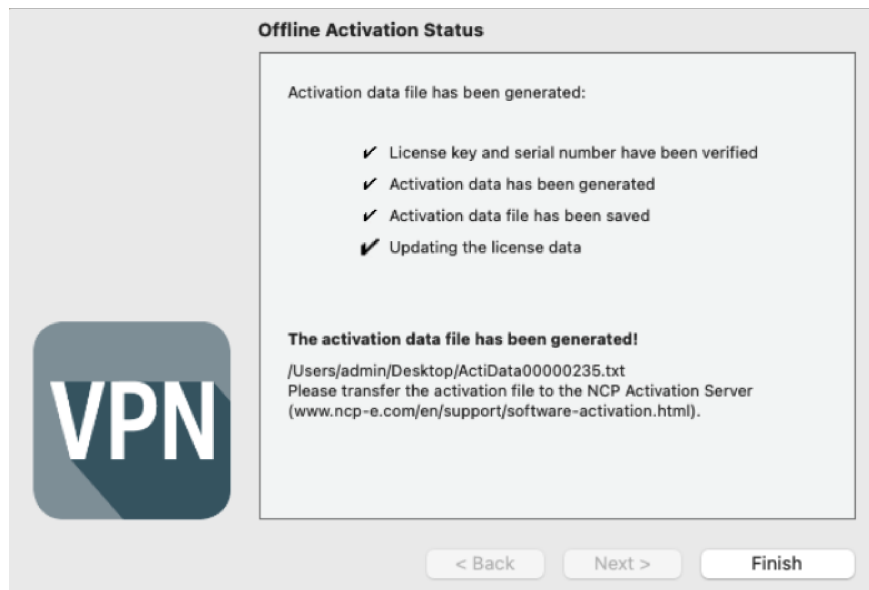 Offline Activation Status
Activation data file has been generated:
✔ License key and serial number have been verified
✔ Activation data has been generated
✔ Activation data file has been saved
✔ Updating the license data
The activation data file has been generated!
/Users/admin/Desktop/ActiData00000235.txt
Please transfer the activation file to the NCP Activation Server
(www.ncp-e.com/en/support/software-activation.html).
VPN
< Back
Next >
Finish